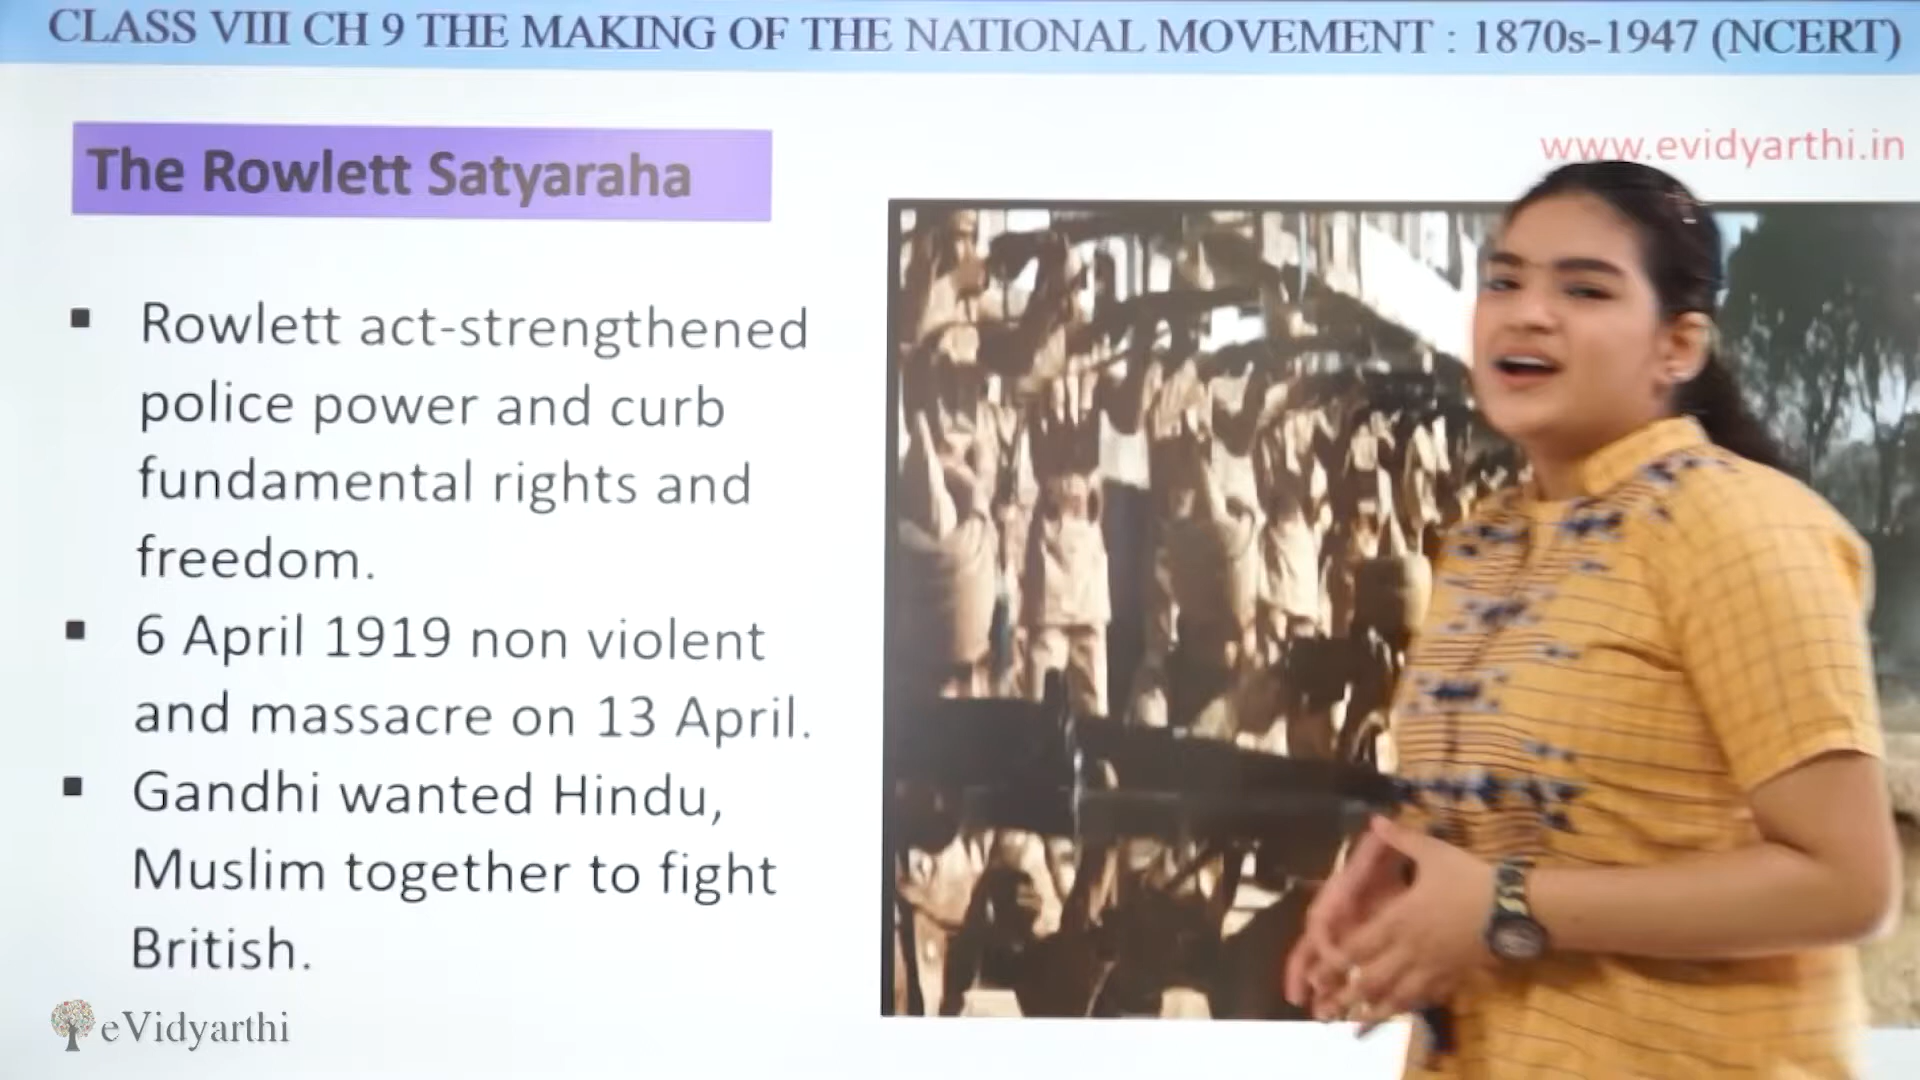 CLASS VIII CH 9 THE MAKING OF THE NATIONAL MOVEMENT : 1870s-1947 (NCERT)
www.evidyarthi.in
The Rowlett Satyaraha
▪ Rowlett act-strengthened
police power and curb
fundamental rights and
freedom.
▪ 6 April 1919 non violent
and massacre on 13 April.
▪ Gandhi wanted Hindu,
Muslim together to fight
British.
eVidyarthi